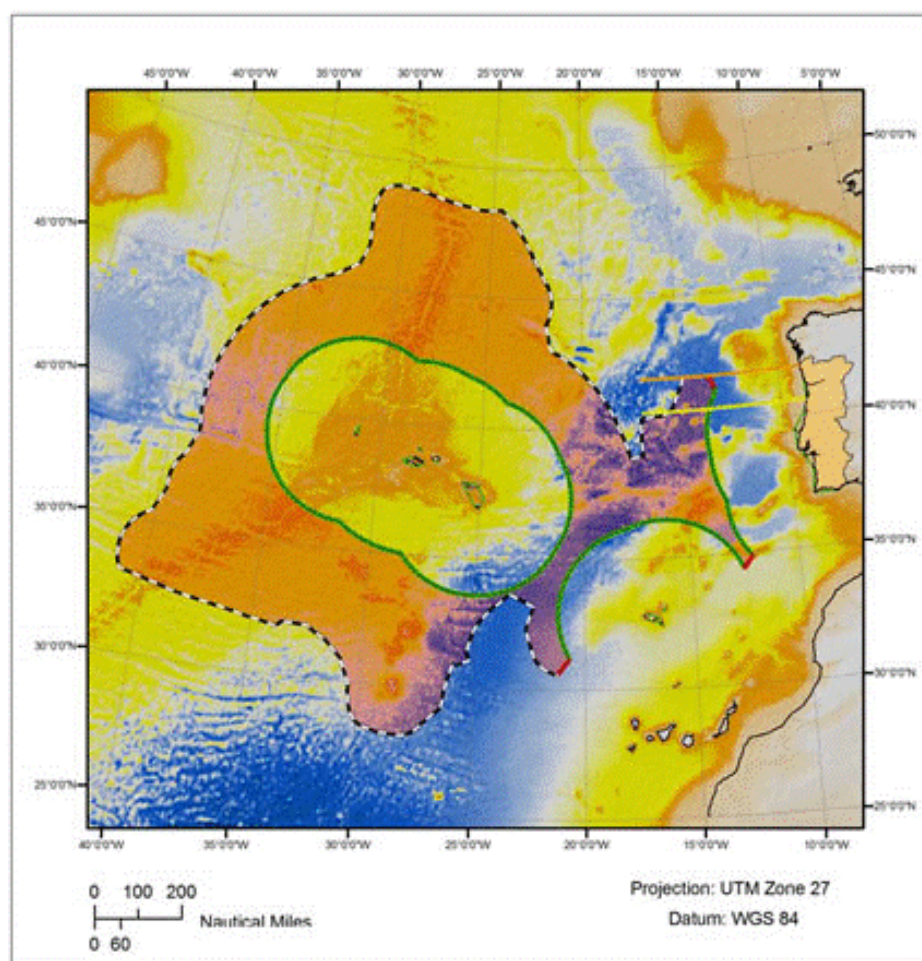 45°0'0"W 40°0'0"W 35°0'0"W 30°0'0"W 25°0'0"W 20°0'0"W 15°0'0"W 10°0'0"W 5°0'0"W
50°0'0"N
45°0'0"N 45°0'0"N
40°0'0"N 40°0'0"N
35°0'0"N 35°0'0"N
30°0'0"N 30°0'0"N
25°0'0"N 25°0'0"N
40°0'0"W 35°0'0"W 30°0'0"W 25°0'0"W 20°0'0"W 15°0'0"W 10°0'0"W
0 100 200 Projection: UTM Zone 27
Nautical Miles Datum: WGS 84
0 60